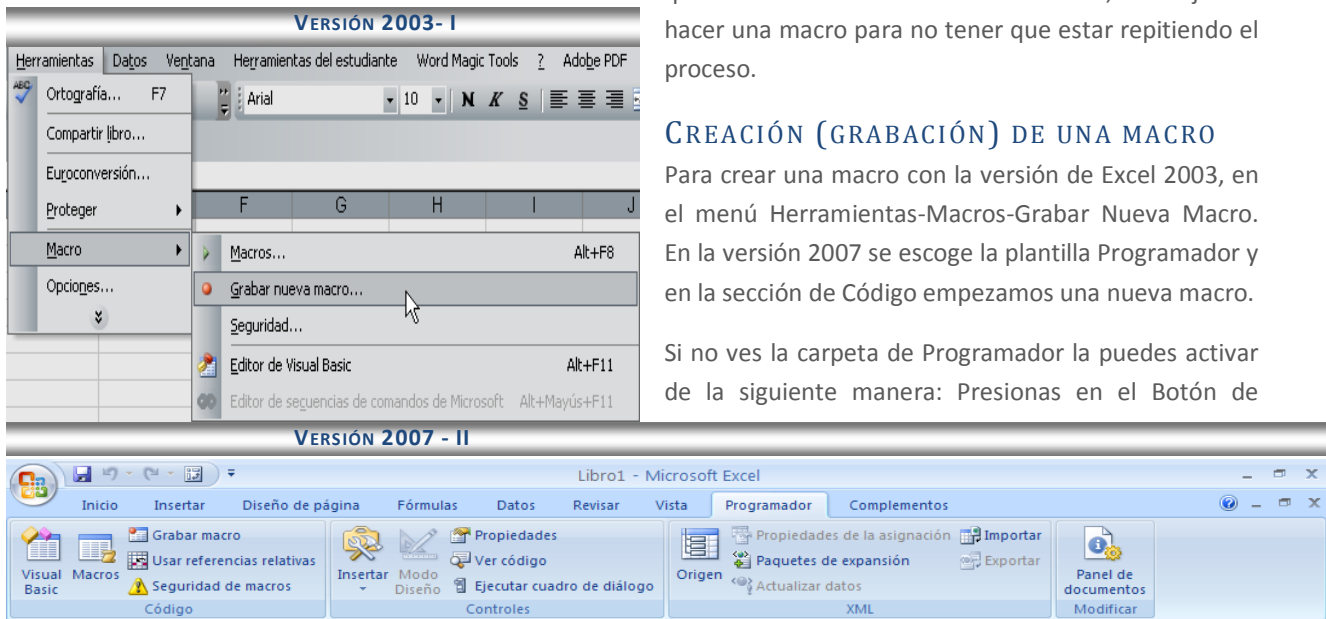 VERSIÓN 2003- I
Herramientas Datos Ventana Herramientas del estudiante Word Magic Tools ? Adobe PDF
ABC Ortografía... F7
Arial 10 N K S
Compartir libro...
Euroconversión...
Proteger
F G H I J
Macro
Macros... Alt+F8
Opciones...
Grabar nueva macro...
Seguridad...
Editor de Visual Basic Alt+F11
Editor de secuencias de comandos de Microsoft Alt+Mayús+F11
hacer una macro para no tener que estar repitiendo el
proceso.
CREACIÓN (GRABACIÓN) DE UNA MACRO
Para crear una macro con la versión de Excel 2003, en
el menú Herramientas-Macros-Grabar Nueva Macro.
En la versión 2007 se escoge la plantilla Programador y
en la sección de Código empezamos una nueva macro.
Si no ves la carpeta de Programador la puedes activar
de la siguiente manera: Presionas en el Botón de
VERSIÓN 2007 - II
Libro1 - Microsoft Excel
Inicio Insertar Diseño de página Fórmulas Datos Revisar Vista Programador Complementos
Visual Basic
Macros
Grabar macro
Usar referencias relativas
Seguridad de macros
Código
Insertar
Modo Diseño
Propiedades
Ver código
Ejecutar cuadro de diálogo
Controles
Origen
Propiedades de la asignación
Paquetes de expansión
Actualizar datos
Importar
Exportar
XML
Panel de documentos
Modificar